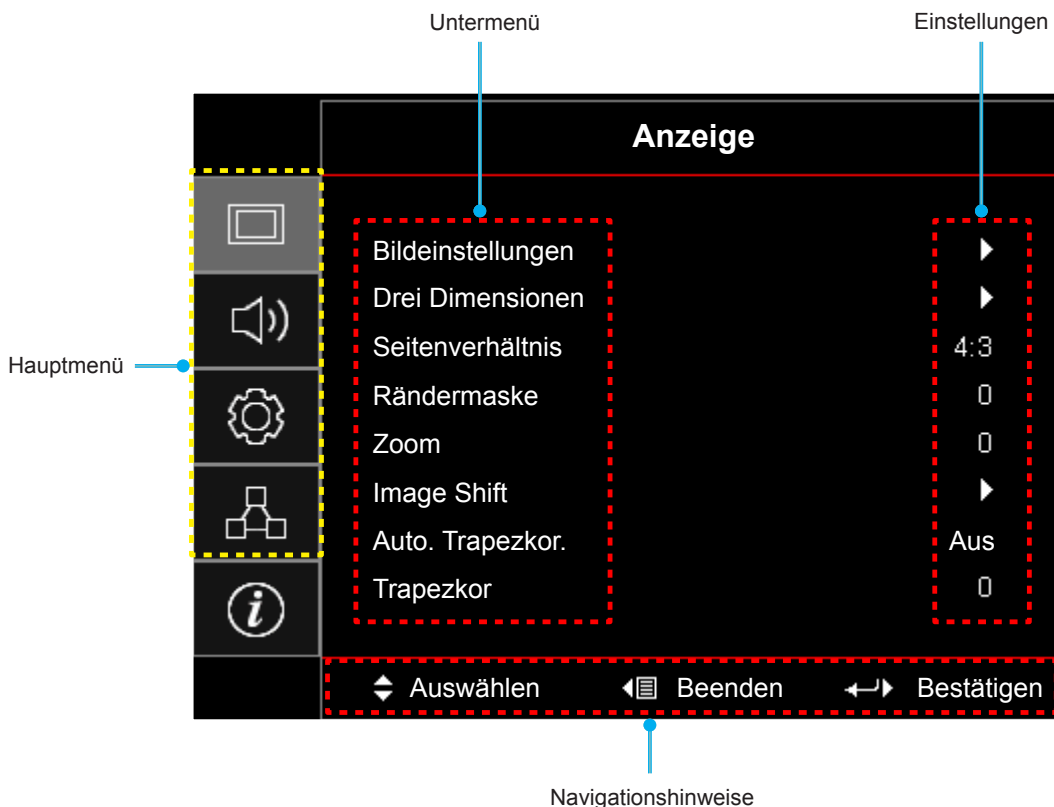 Untermenü
Einstellungen
Anzeige
Hauptmenü
Bildeinstellungen
Drei Dimensionen
Seitenverhältnis 4:3
Rändermaske 0
Zoom 0
Image Shift
Auto. Trapezkor. Aus
Trapezkor 0
i
Auswählen Beenden Bestätigen
Navigationshinweise